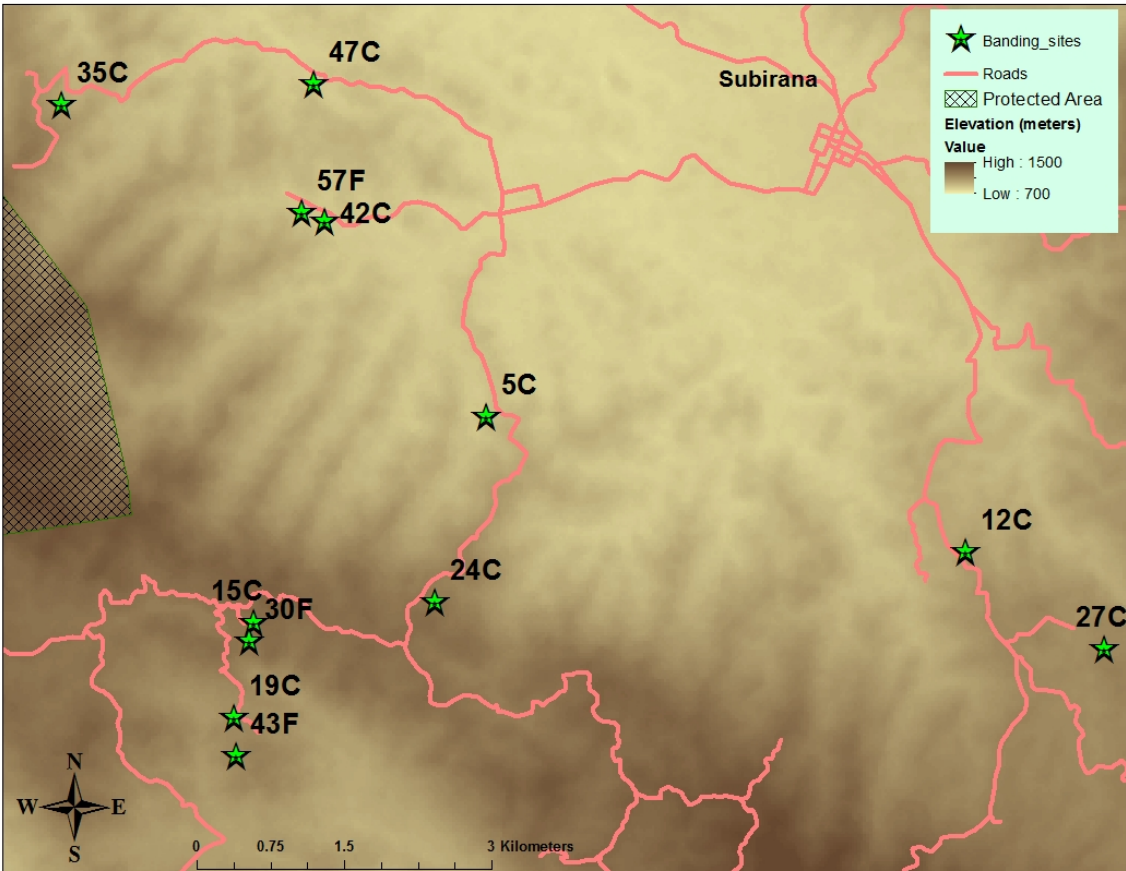 35C
47C
Subirana
Banding_sites
Roads
Protected Area
Elevation (meters)
Value
High : 1500
Low : 700
57F
42C
5C
12C
24C
15C
30F
27C
19C
43F
N
W E
S
0 0.75 1.5 3 Kilometers